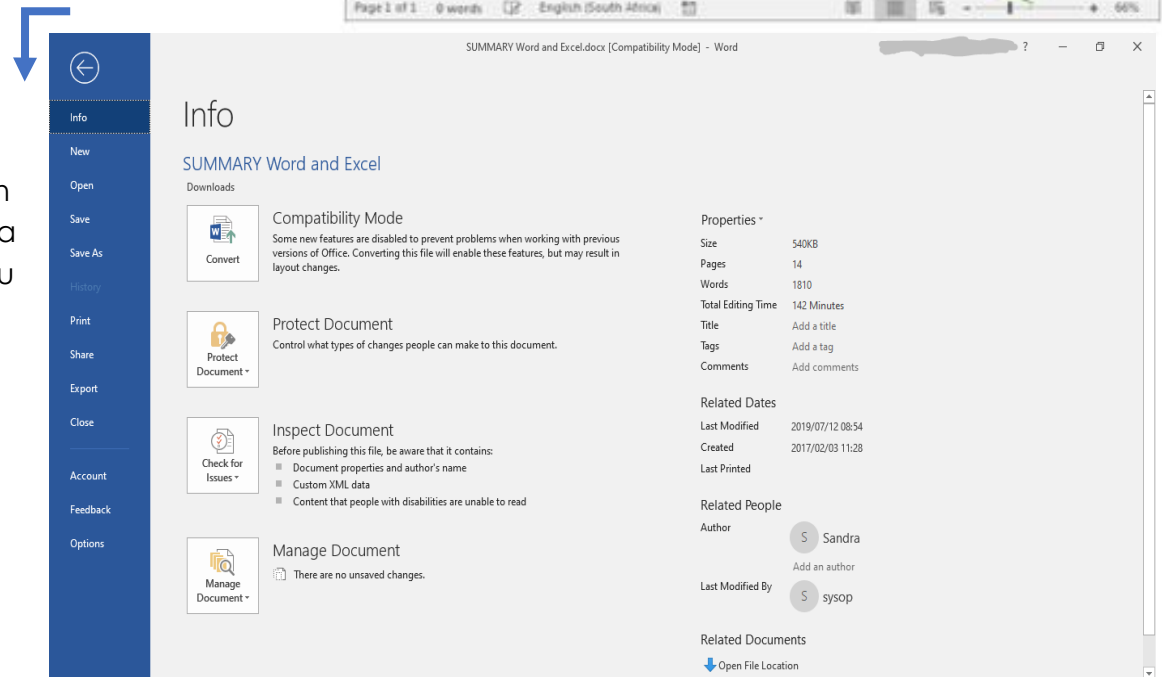 Page 1 of 1 0 words English (South Africa) 66%
SUMMARY Word and Excel.docx [Compatibility Mode] - Word
?
Info
New
Open
Save
Save As
History
Print
Share
Export
Close
Account
Feedback
Options
n
a
u
Info
SUMMARY Word and Excel
Downloads
Convert
Compatibility Mode
Some new features are disabled to prevent problems when working with previous
versions of Office. Converting this file will enable these features, but may result in
layout changes.
Protect
Document
Protect Document
Control what types of changes people can make to this document.
Check for
Issues
Inspect Document
Before publishing this file, be aware that it contains:
Document properties and author's name
Custom XML data
Content that people with disabilities are unable to read
Manage
Document
Manage Document
There are no unsaved changes.
Properties
Size 540KB
Pages 14
Words 1810
Total Editing Time 142 Minutes
Title Add a title
Tags Add a tag
Comments Add comments
Related Dates
Last Modified 2019/07/12 08:54
Created 2017/02/03 11:28
Last Printed
Related People
Author S Sandra
Add an author
Last Modified By S sysop
Related Documents
Open File Location